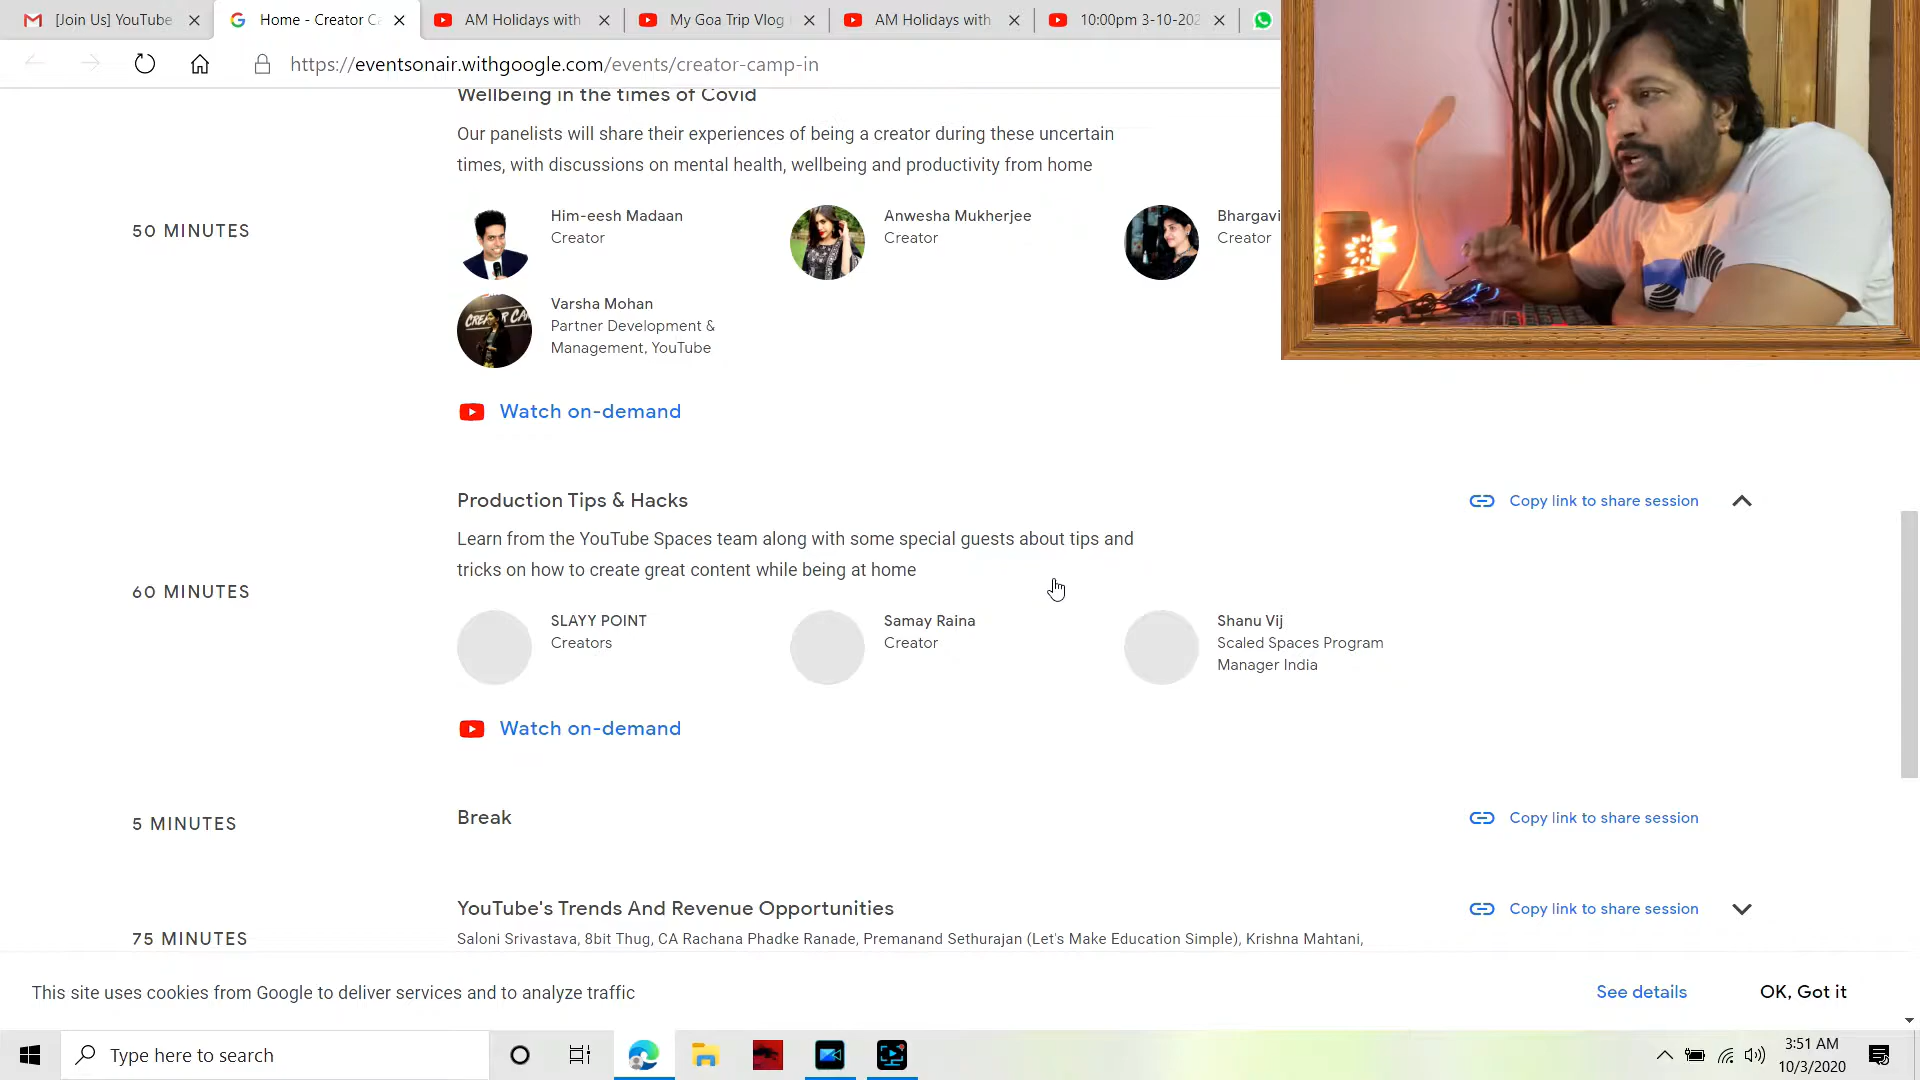 [Join Us] YouTube
Home - Creator Ca
AM Holidays with
My Goa Trip Vlog
AM Holidays with
10:00pm 3-10-202
https://eventsonair.withgoogle.com/events/creator-camp-in
Wellbeing in the times of Covid
Our panelists will share their experiences of being a creator during these uncertain
times, with discussions on mental health, wellbeing and productivity from home
50 MINUTES
Him-eesh Madaan
Creator
Anwesha Mukherjee
Creator
Bhargavi
Creator
Varsha Mohan
Partner Development &
Management, YouTube
Watch on-demand
Production Tips & Hacks
Copy link to share session
Learn from the YouTube Spaces team along with some special guests about tips and
tricks on how to create great content while being at home
60 MINUTES
SLAYY POINT
Creators
Samay Raina
Creator
Shanu Vij
Scaled Spaces Program
Manager India
Watch on-demand
5 MINUTES
Break
Copy link to share session
YouTube's Trends And Revenue Opportunities
Copy link to share session
75 MINUTES
Saloni Srivastava, 8bit Thug, CA Rachana Phadke Ranade, Premanand Sethurajan (Let's Make Education Simple), Krishna Mahtani,
This site uses cookies from Google to deliver services and to analyze traffic
See details
OK, Got it
Type here to search
3:51 AM
10/3/2020